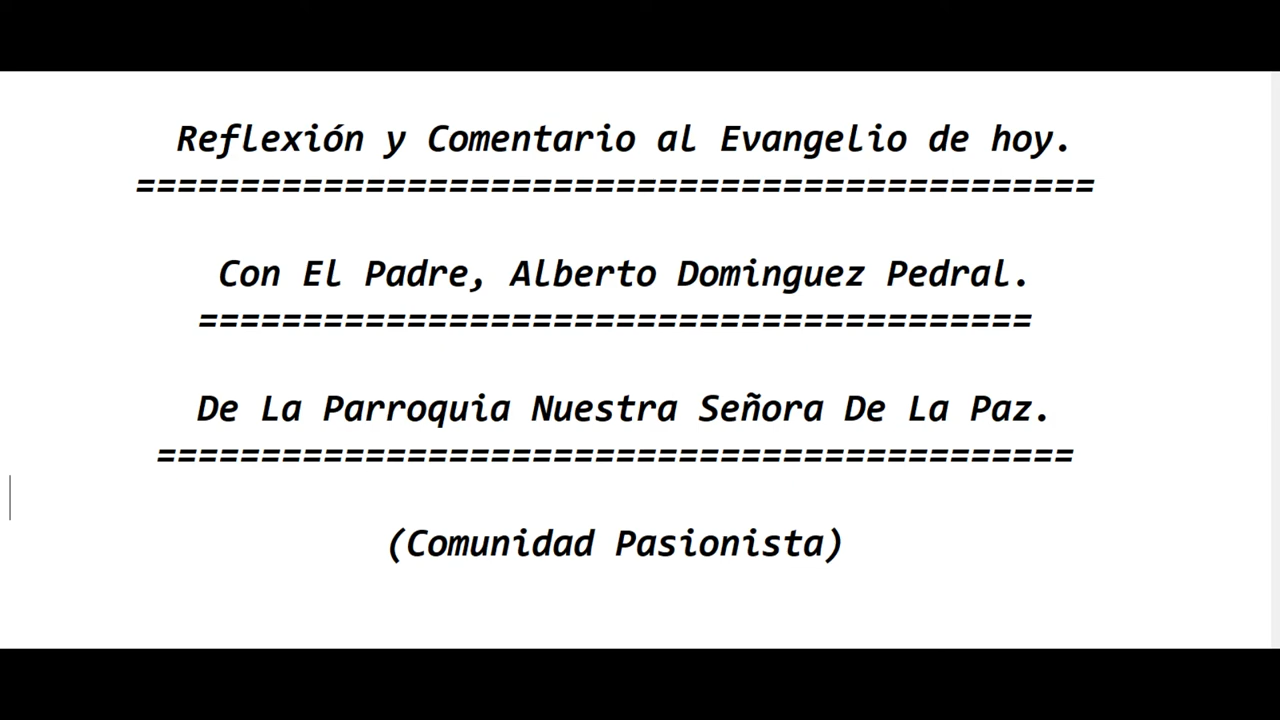 Reflexión y Comentario al Evangelio de hoy.
==============================================
Con El Padre, Alberto Dominguez Pedral.
========================================
De La Parroquia Nuestra Señora De La Paz.
============================================
(Comunidad Pasionista)